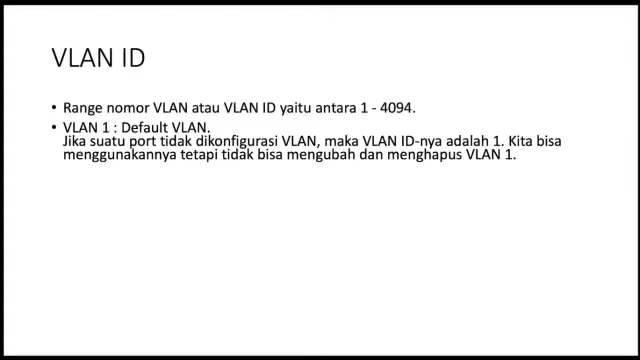 VLAN ID
• Range nomor VLAN atau VLAN ID yaitu antara 1 - 4094.
• VLAN 1 : Default VLAN.
Jika suatu port tidak dikonfigurasi VLAN, maka VLAN ID-nya adalah 1. Kita bisa
menggunakannya tetapi tidak bisa mengubah dan menghapus VLAN 1.